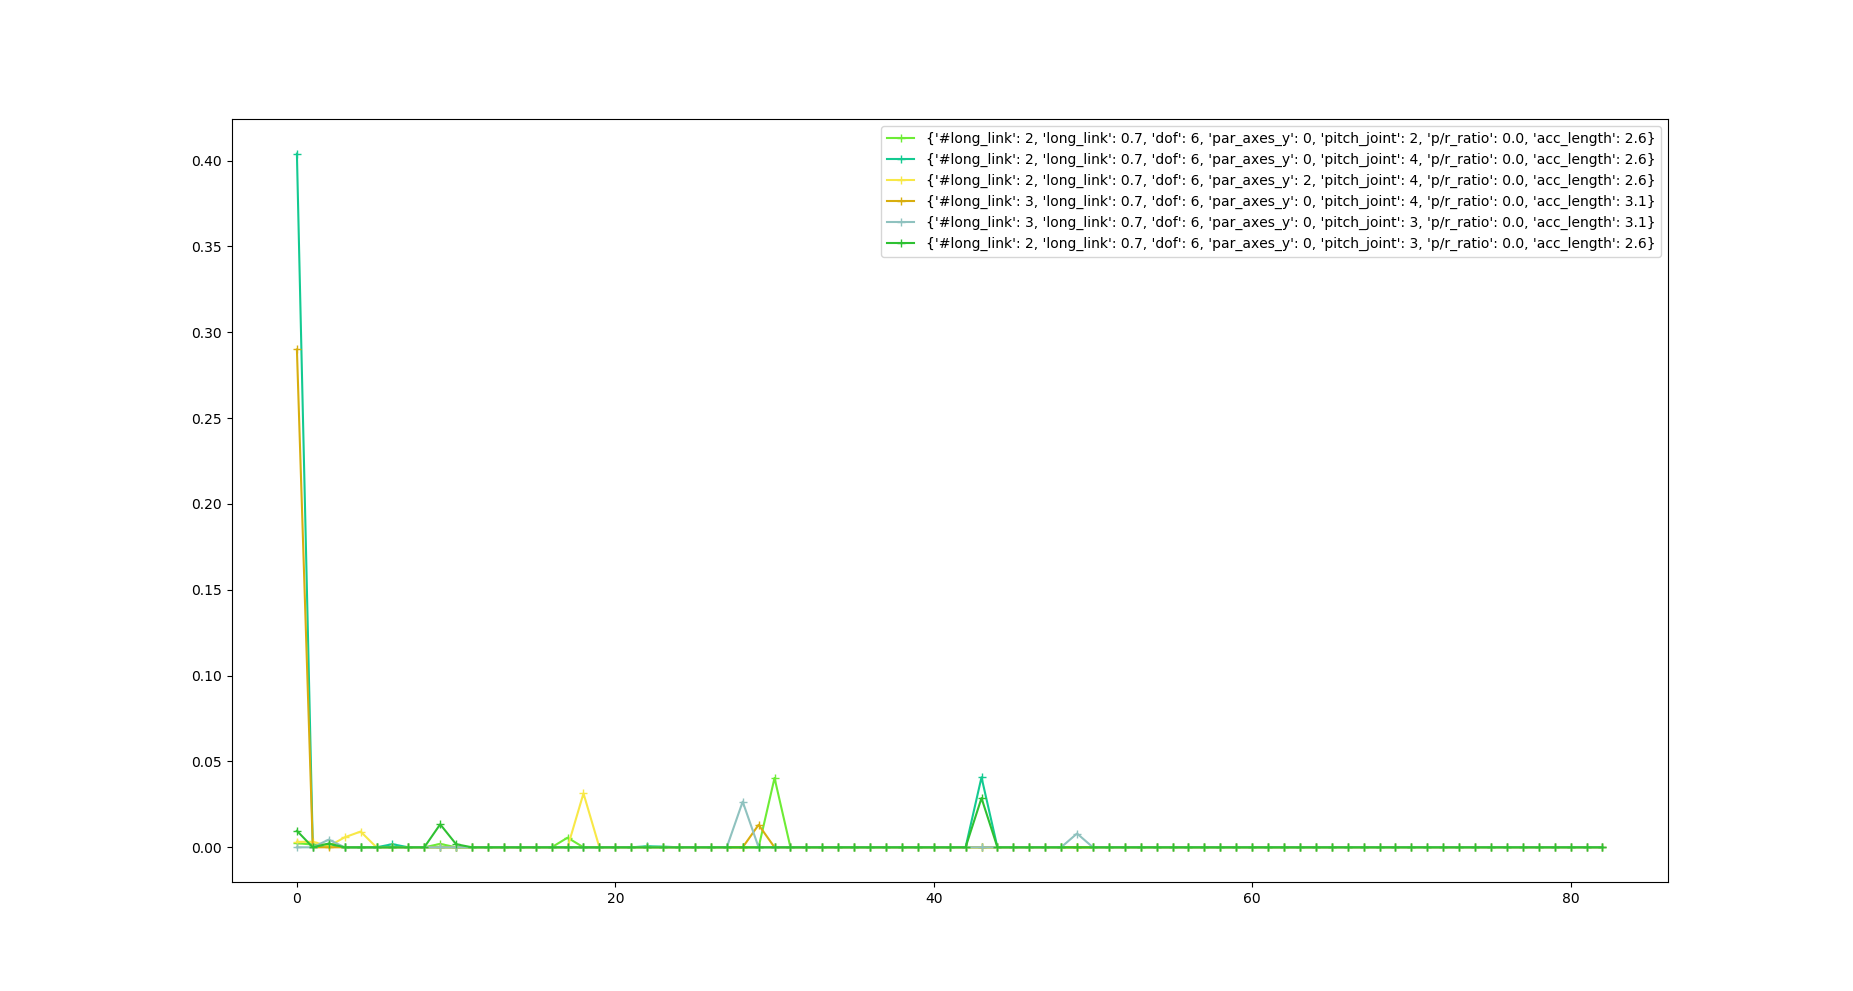 {'#long_link': 2, 'long_link': 0.7, 'dof': 6, 'par_axes_y': 0, 'pitch_joint': 2, 'p/r_ratio': 0.0, 'acc_length': 2.6}
{'#long_link': 2, 'long_link': 0.7, 'dof': 6, 'par_axes_y': 0, 'pitch_joint': 4, 'p/r_ratio': 0.0, 'acc_length': 2.6}
{'#long_link': 2, 'long_link': 0.7, 'dof': 6, 'par_axes_y': 2, 'pitch_joint': 4, 'p/r_ratio': 0.0, 'acc_length': 2.6}
{'#long_link': 3, 'long_link': 0.7, 'dof': 6, 'par_axes_y': 0, 'pitch_joint': 4, 'p/r_ratio': 0.0, 'acc_length': 3.1}
{'#long_link': 3, 'long_link': 0.7, 'dof': 6, 'par_axes_y': 0, 'pitch_joint': 3, 'p/r_ratio': 0.0, 'acc_length': 3.1}
{'#long_link': 2, 'long_link': 0.7, 'dof': 6, 'par_axes_y': 0, 'pitch_joint': 3, 'p/r_ratio': 0.0, 'acc_length': 2.6}
0.40
0.35
0.30
0.25
0.20
0.15
0.10
0.05
0.00
0 20 40 60 80